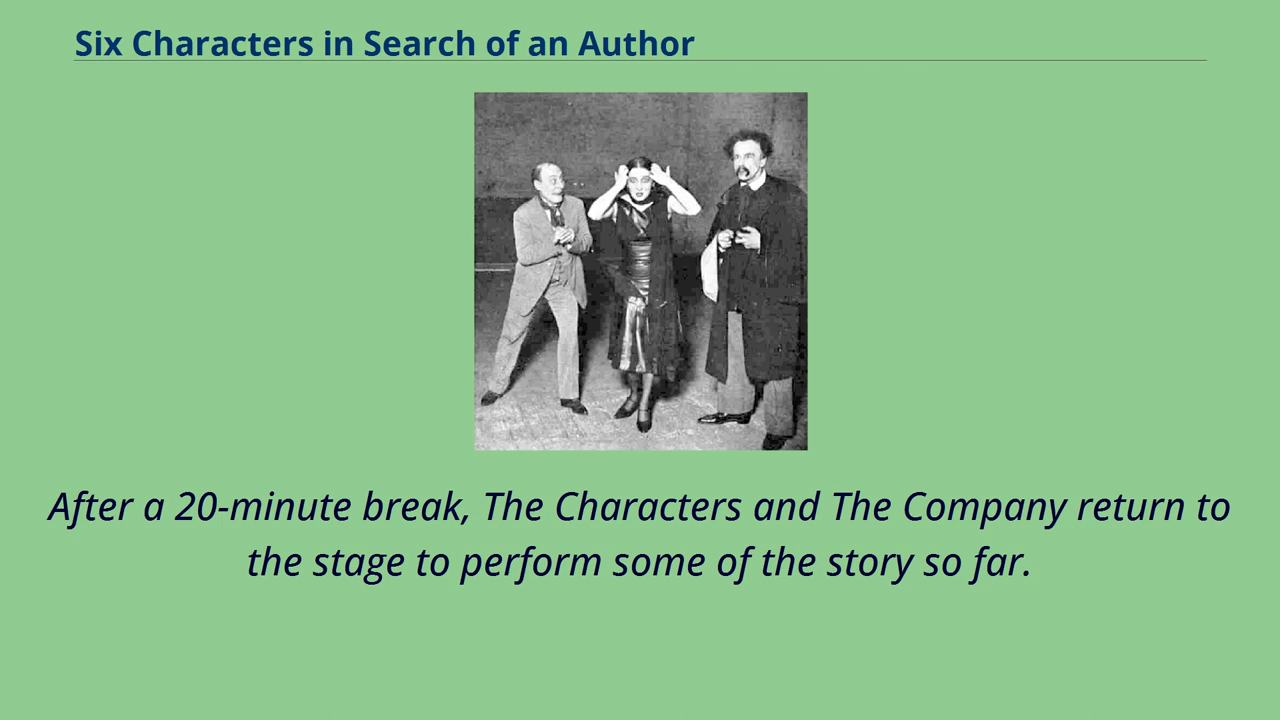 Six Characters in Search of an Author
After a 20-minute break, The Characters and The Company return to
the stage to perform some of the story so far.